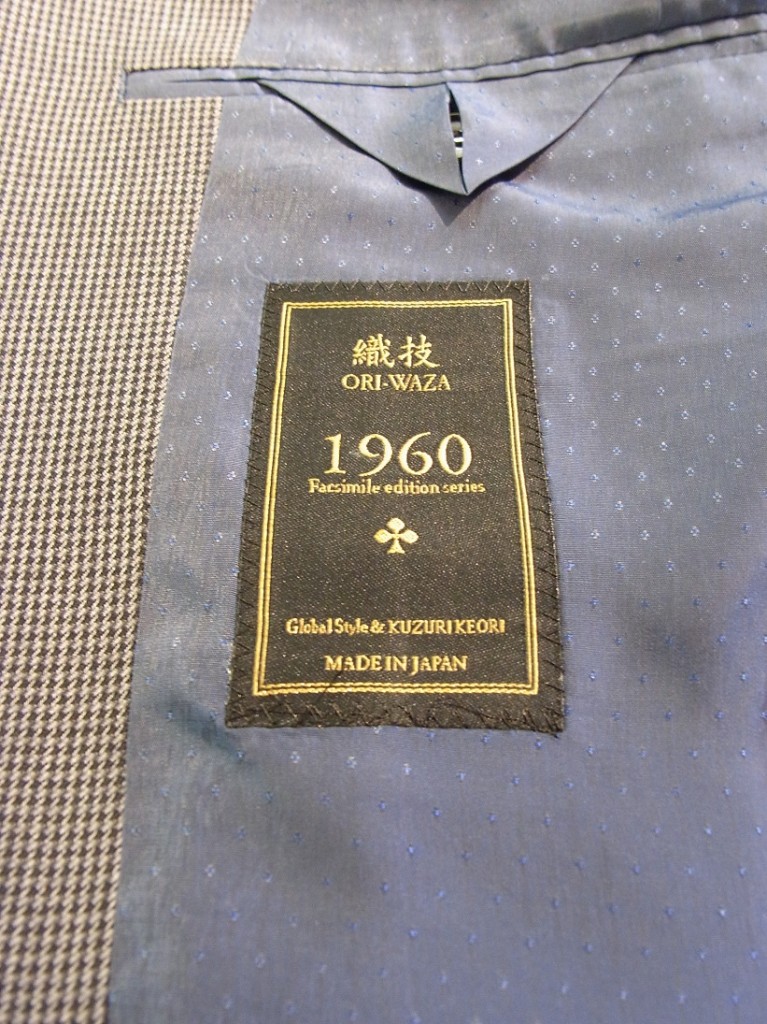 織技
ORI-WAZA
1960
Facsimile edition series
Global Style & KUZURI KEORI
MADE IN JAPAN